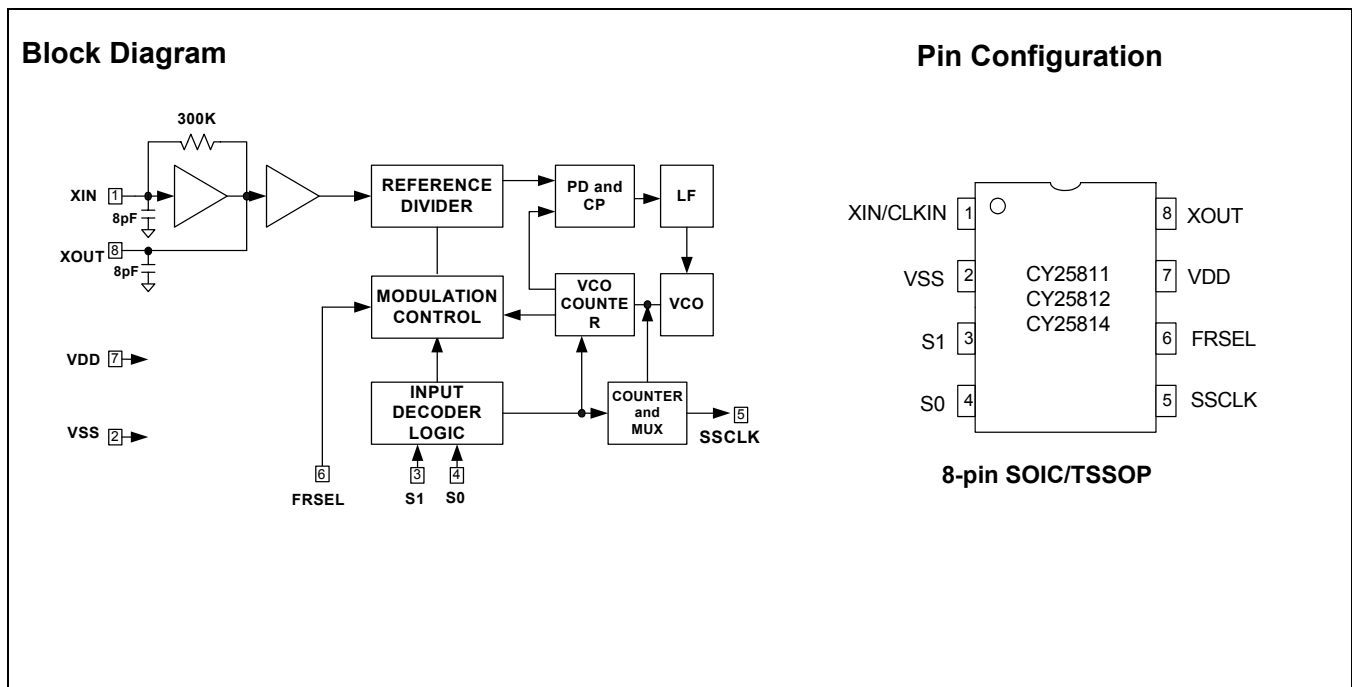 Block Diagram
Pin Configuration
300K
XIN
1
8pF
XOUT
8
8pF
REFERENCE
DIVIDER
PD and
CP
LF
MODULATION
CONTROL
VCO
COUNTE
R
VCO
VDD
7
INPUT
DECODER
LOGIC
COUNTER
and
MUX
5
SSCLK
VSS
2
6
FRSEL
3
S1
4
S0
XIN/CLKIN
1
8
XOUT
VSS
2
7
VDD
S1
3
6
FRSEL
S0
4
5
SSCLK
CY25811
CY25812
CY25814
8-pin SOIC/TSSOP